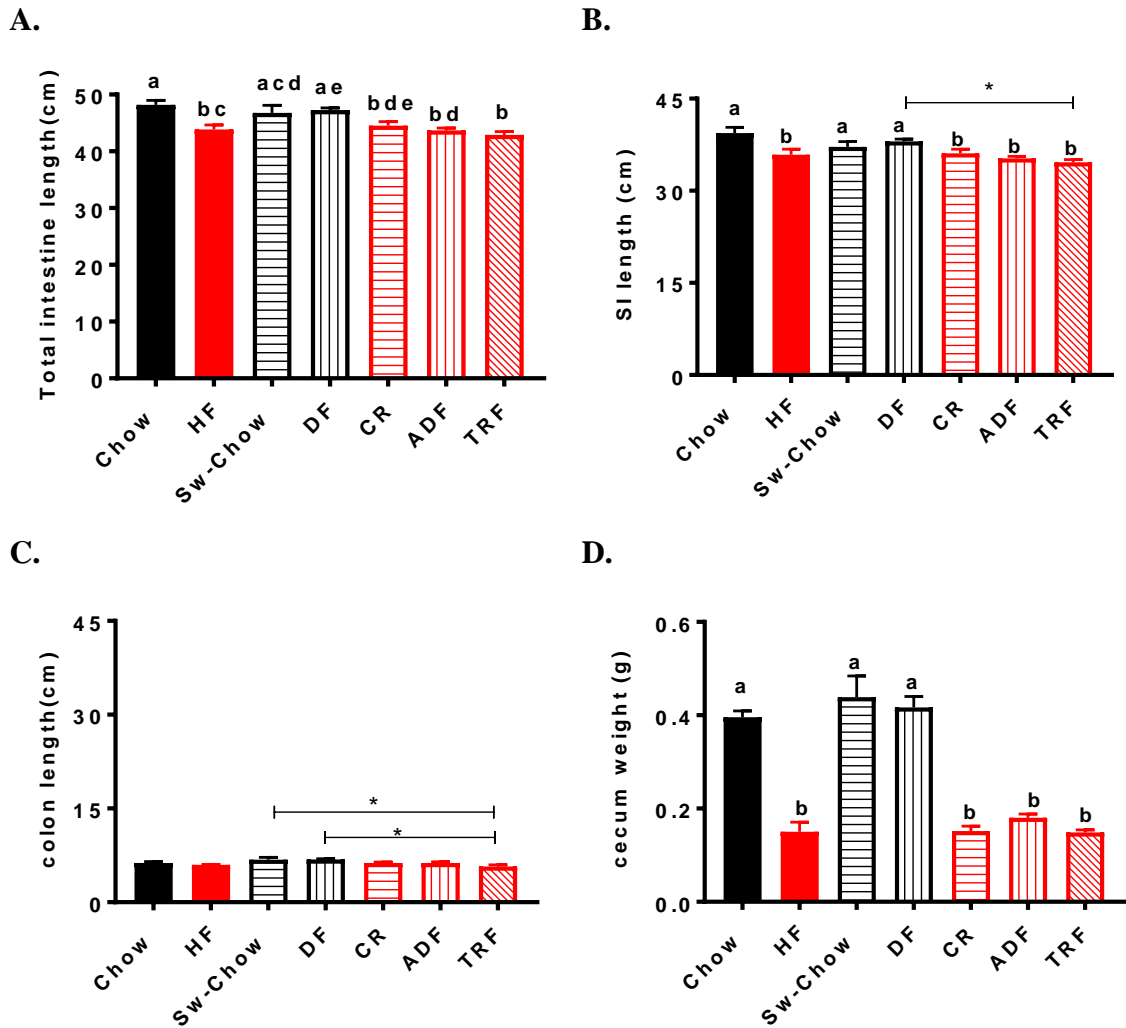 A.
Total intestine length(cm)
50
40
30
20
10
0
a
bc
acd
ae
bde
bd
b
Chow
HF
Sw-Chow
DF
CR
ADF
TRF
B.
SI length (cm)
45
30
15
0
*
a
b
a
a
b
b
b
Chow
HF
Sw-Chow
DF
CR
ADF
TRF
C.
colon length(cm)
45
30
15
0
*
*
Chow
HF
Sw-Chow
DF
CR
ADF
TRF
D.
cecum weight (g)
0.6
0.4
0.2
0.0
a
b
a
a
b
b
b
Chow
HF
Sw-Chow
DF
CR
ADF
TRF